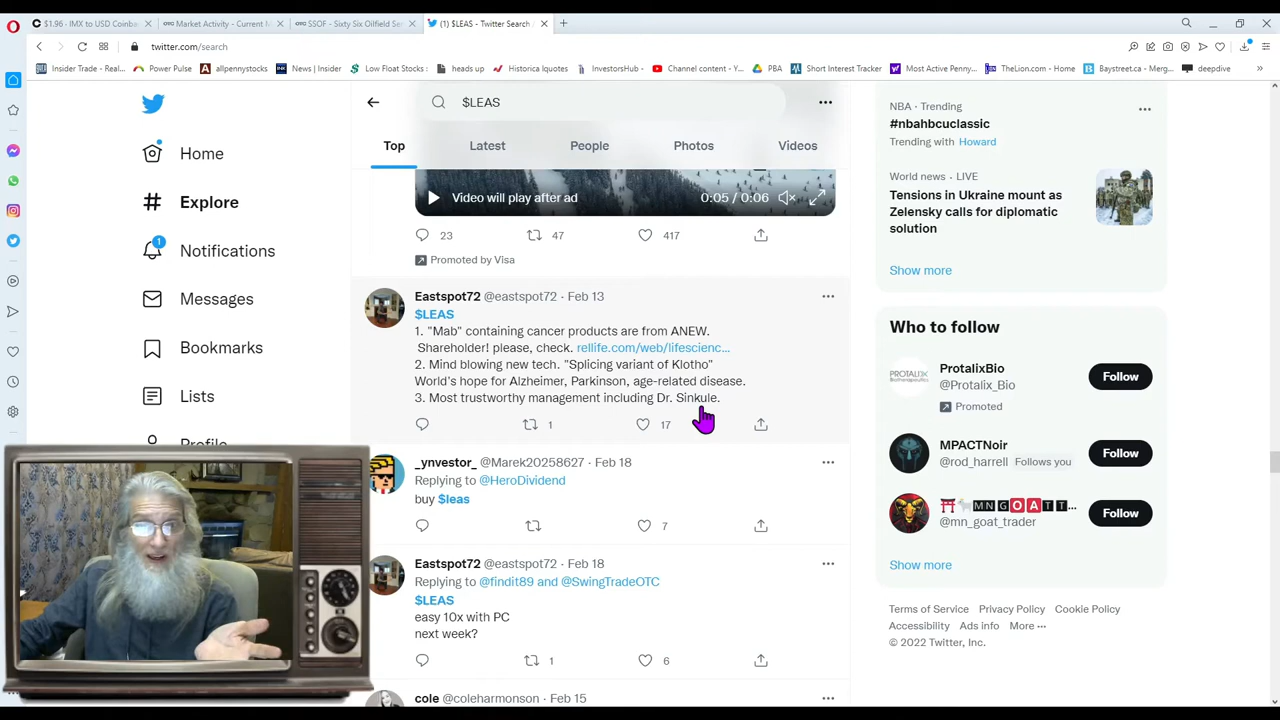 $1.96 - IMX to USD Coinba
Market Activity - Current M
SSOF - Sixty Six Oilfield Se
(1) $LEAS - Twitter Search
twitter.com/search
Insider Trade - Real...
Power Pulse
allpennystocks
News | Insider
Low Float Stocks :
heads up
Historica Iquotes
InvestorsHub
Channel content - Y...
PBA
Short Interest Tracker
Most Active Penny...
TheLion.com - Home
Baystreet.ca - Merg...
deepdive
Home
Explore
1
Notifications
Messages
Bookmarks
Lists
Profile
$LEAS
Top
Latest
People
Photos
Videos
Video will play after ad
0:05 / 0:06
23
47
417
Promoted by Visa
Eastspot72 @eastspot72 · Feb 13
$LEAS
1. "Mab" containing cancer products are from ANEW.
Shareholder! please, check. rellife.com/web/lifescienc...
2. Mind blowing new tech. "Splicing variant of Klotho"
World's hope for Alzheimer, Parkinson, age-related disease.
3. Most trustworthy management including Dr. Sinkule.
1
17
_ynvestor_ @Marek20258627 · Feb 18
Replying to @HeroDividend
buy $leas
7
Eastspot72 @eastspot72 · Feb 18
Replying to @findit89 and @SwingTradeOTC
$LEAS
easy 10x with PC
next week?
1
6
cole @coleharmonson · Feb 15
NBA · Trending
#nbahbcuclassic
Trending with Howard
World news · LIVE
Tensions in Ukraine mount as
Zelensky calls for diplomatic
solution
Show more
Who to follow
PROTALIX
ProtalixBio
@Protalix_Bio
Promoted
Follow
MPACTNoir
@rod_harrell Follows you
Follow
MNGOATT...
@mn_goat_trader
Follow
Show more
Terms of Service Privacy Policy Cookie Policy
Accessibility Ads info More ···
© 2022 Twitter, Inc.